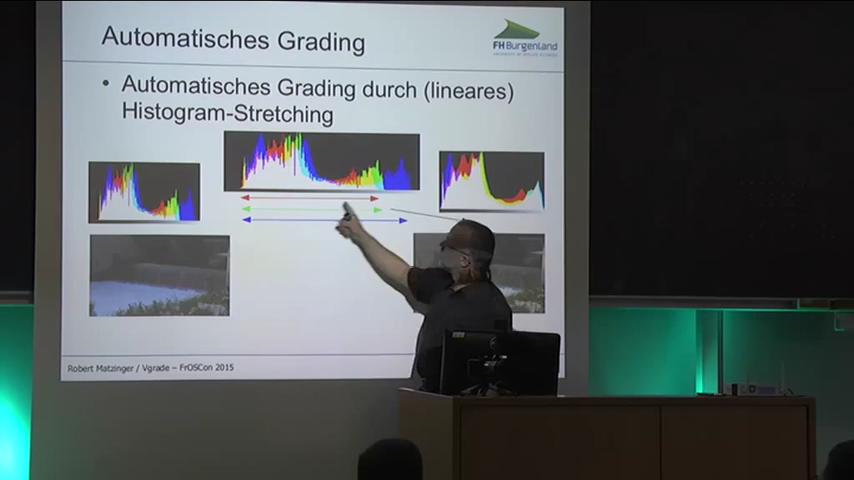 Automatisches Grading
FH Burgenland
• Automatisches Grading durch (lineares)
Histogram-Stretching
Robert Matzinger / Vgrade – FrOSCon 2015